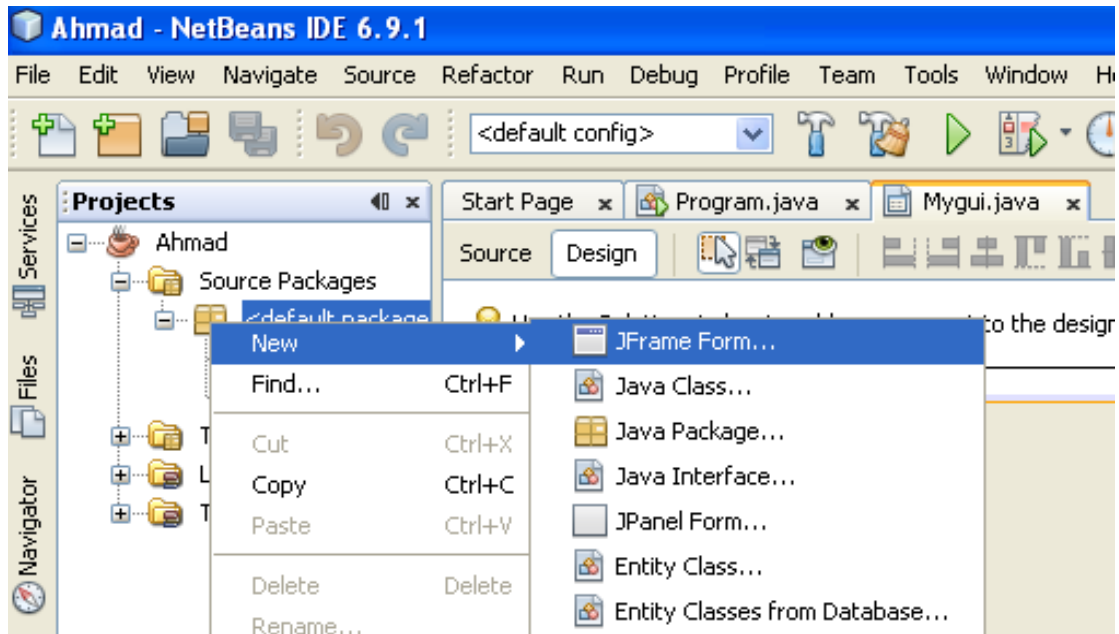 Ahmad - NetBeans IDE 6.9.1
File Edit View Navigate Source Refactor Run Debug Profile Team Tools Window
<default config>
Services
Files
Navigator
Projects
Start Page
Program.java
Mygui.java
Ahmad
Source Design
Source Packages
<default package
to the design
New
Find... Ctrl+F
Cut Ctrl+X
Copy Ctrl+C
Paste Ctrl+V
Delete Delete
Rename...
JFrame Form...
Java Class...
Java Package...
Java Interface...
JPanel Form...
Entity Class...
Entity Classes from Database...